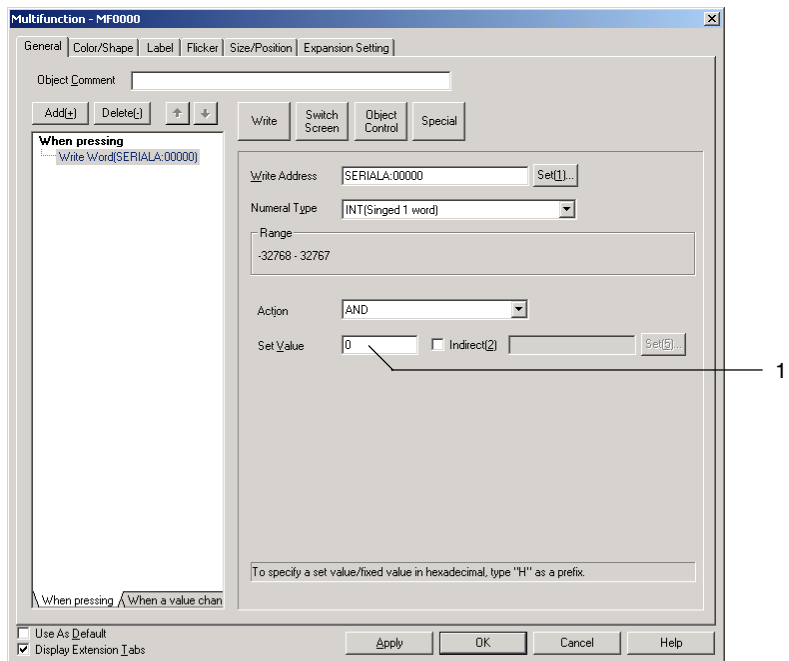 Multifunction - MF0000
General Color/Shape Label Flicker Size/Position Expansion Setting
Object Comment
Add(+) Delete(-)
Write Switch Screen Object Control Special
When pressing
Write Word(SERIALA:00000)
Write Address SERIALA:00000 Set(1)...
Numeral Type INT(Singed 1 word)
Range
-32768 - 32767
Action AND
Set Value 0 Indirect(2) Set(5)...
1
To specify a set value/fixed value in hexadecimal, type "H" as a prefix.
When pressing When a value chan
Use As Default
Display Extension Tabs
Apply OK Cancel Help